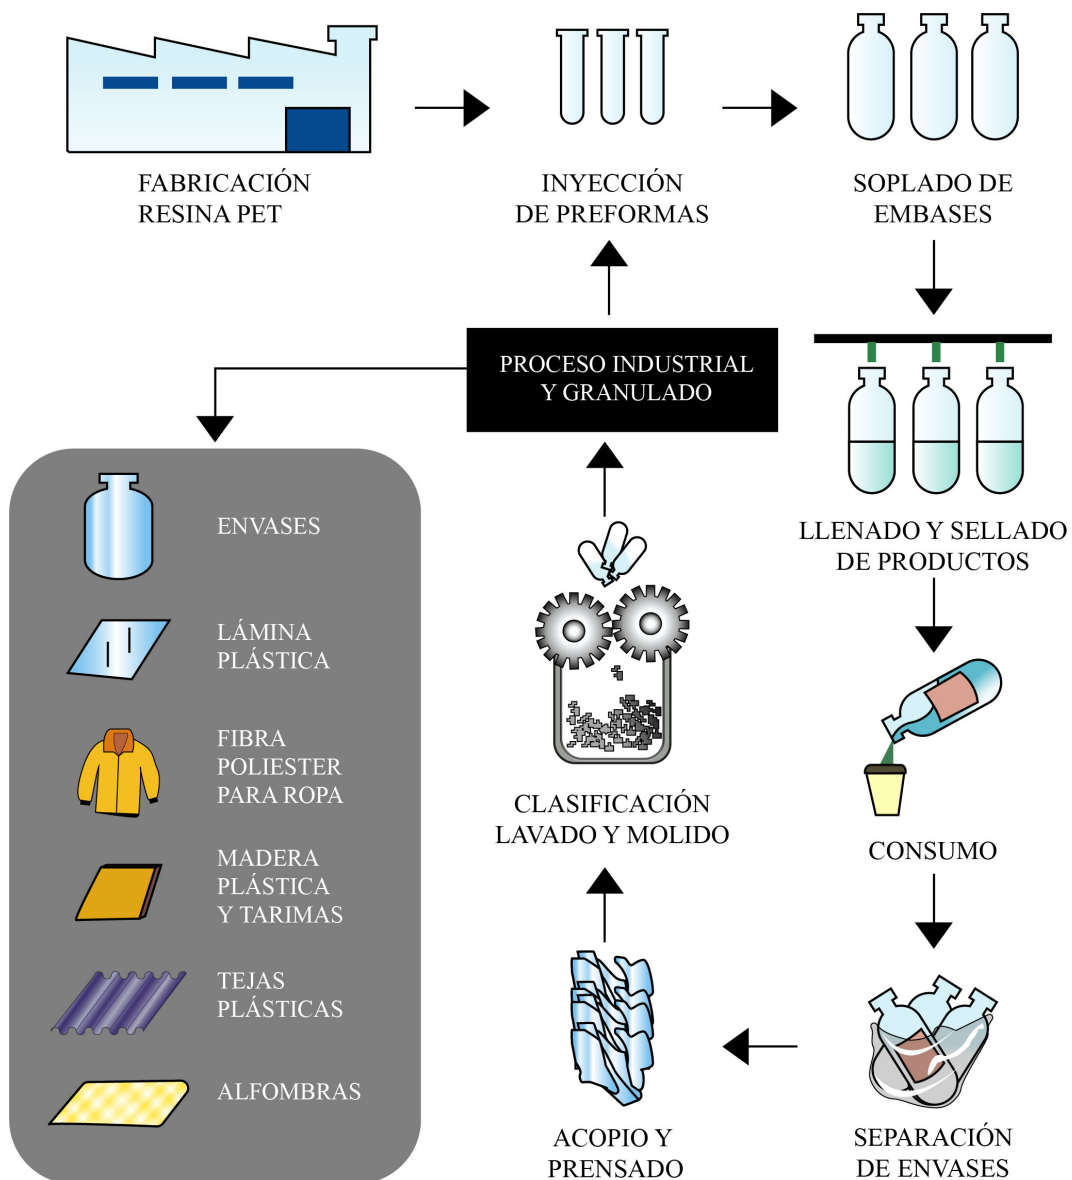 FABRICACIÓN
RESINA PET
INYECCIÓN
DE PREFORMAS
SOPLADO DE
EMBASES
PROCESO INDUSTRIAL
Y GRANULADO
LLENADO Y SELLADO
DE PRODUCTOS
ENVASES
LÁMINA
PLÁSTICA
FIBRA
POLIESTER
PARA ROPA
MADERA
PLÁSTICA
Y TARIMAS
TEJAS
PLÁSTICAS
ALFOMBRAS
CLASIFICACIÓN
LAVADO Y MOLIDO
CONSUMO
ACOPIO Y
PRENSADO
SEPARACIÓN
DE ENVASES